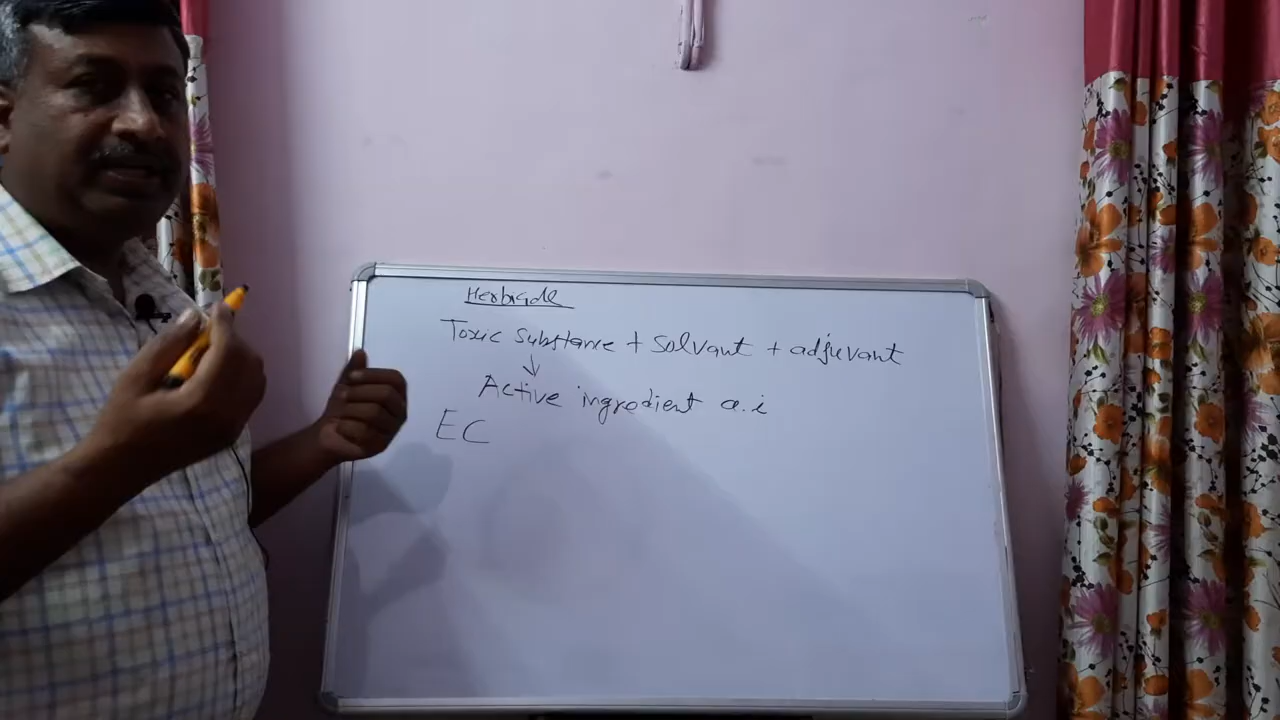 Herbicide
Toxic Substance + Solvant + adjuvant
↓
Active ingredient a.i
EC